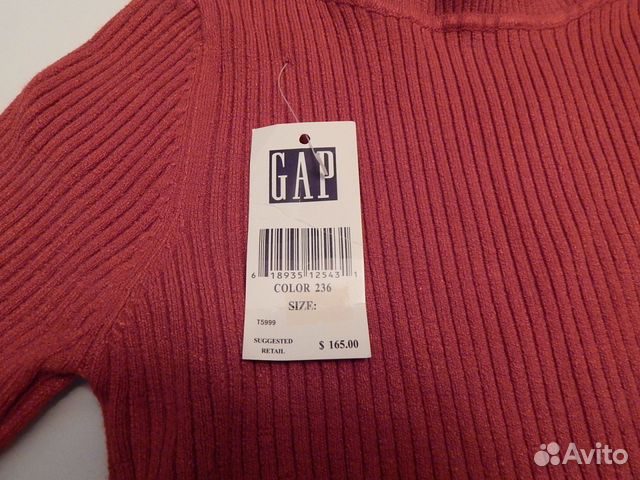 GAP
6 18935 12543 1
COLOR 236
SIZE:
T5999
SUGGESTED
RETAIL
$ 165.00
Avito